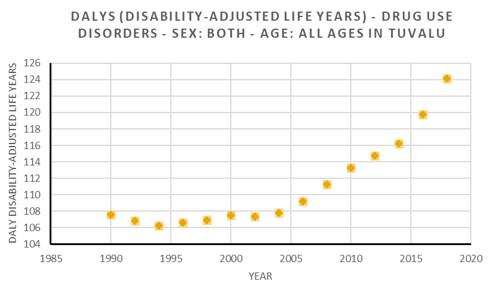 DALYS (DISABILITY-ADJUSTED LIFE YEARS) - DRUG USE
DISORDERS - SEX: BOTH - AGE: ALL AGES IN TUVALU
DALY DISABILITY-ADJUSTED LIFE YEARS
126
124
122
120
118
116
114
112
110
108
106
104
1985 1990 1995 2000 2005 2010 2015 2020
YEAR